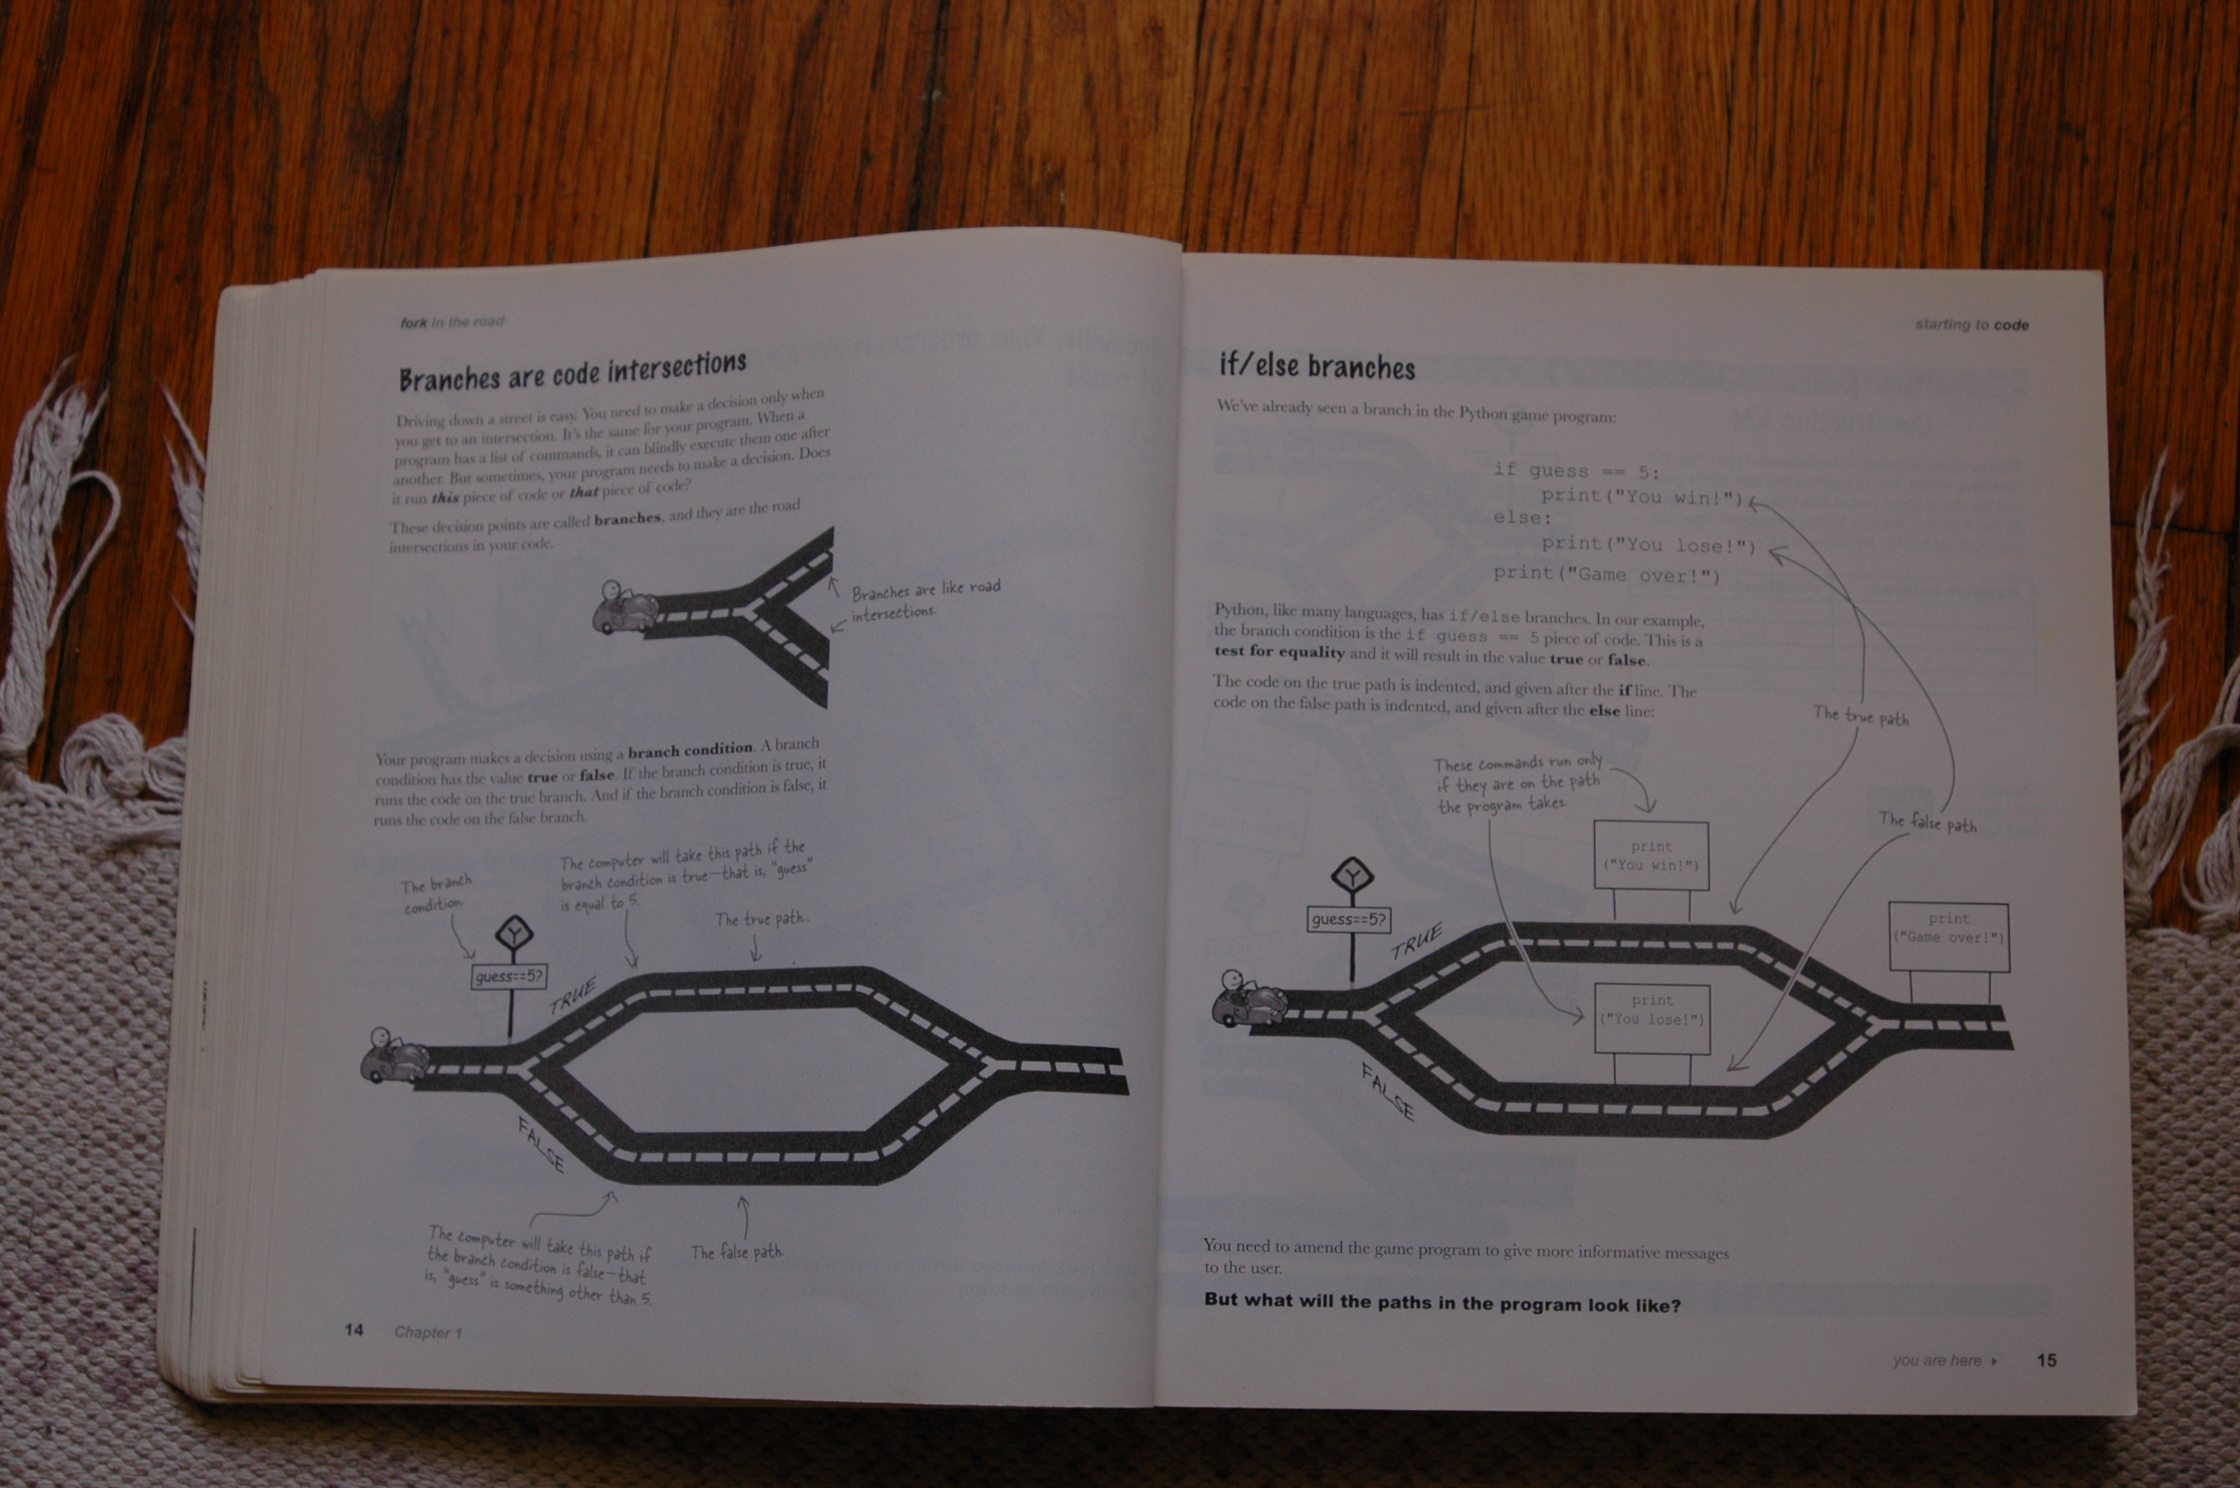 fork in the road
Branches are code intersections
Driving down a street is easy. You need to make a decision only when
you get to an intersection. It's the same for your program. When a
program has a list of commands, it can blindly execute them one after
another. But sometimes, your program needs to make a decision. Does
it run this piece of code or that piece of code?
These decision points are called branches, and they are the road
intersections in your code.
Branches are like road
intersections.
Your program makes a decision using a branch condition. A branch
condition has the value true or false. If the branch condition is true, it
runs the code on the true branch. And if the branch condition is false, it
runs the code on the false branch.
The branch
condition.
The computer will take this path if the
branch condition is true—that is, "guess"
is equal to 5.
The true path.
Y
guess==5?
TRUE
FALSE
The computer will take this path if
the branch condition is false—that
is, "guess" is something other than 5.
The false path.
14 Chapter 1
starting to code
if/else branches
We've already seen a branch in the Python game program:
if guess == 5:
    print("You win!")
else:
    print("You lose!")
print("Game over!")
Python, like many languages, has if/else branches. In our example,
the branch condition is the if guess == 5 piece of code. This is a
test for equality and it will result in the value true or false.
The code on the true path is indented, and given after the if line. The
code on the false path is indented, and given after the else line:
The true path
These commands run only
if they are on the path
the program takes.
The false path
print
("You win!")
Y
guess==5?
TRUE
print
("Game over!")
print
("You lose!")
FALSE
You need to amend the game program to give more informative messages
to the user.
But what will the paths in the program look like?
you are here ▸ 15